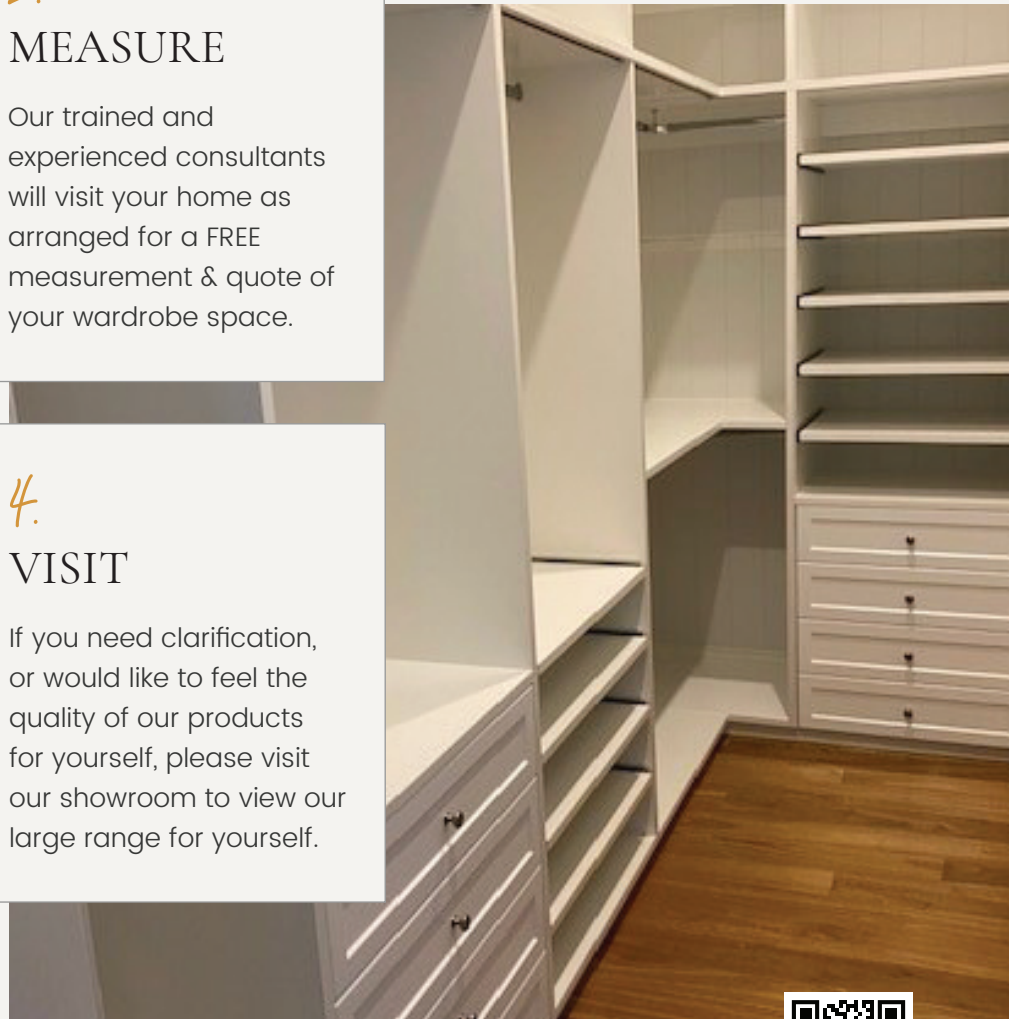 MEASURE
Our trained and
experienced consultants
will visit your home as
arranged for a FREE
measurement & quote of
your wardrobe space.
4.
VISIT
If you need clarification,
or would like to feel the
quality of our products
for yourself, please visit
our showroom to view our
large range for yourself.